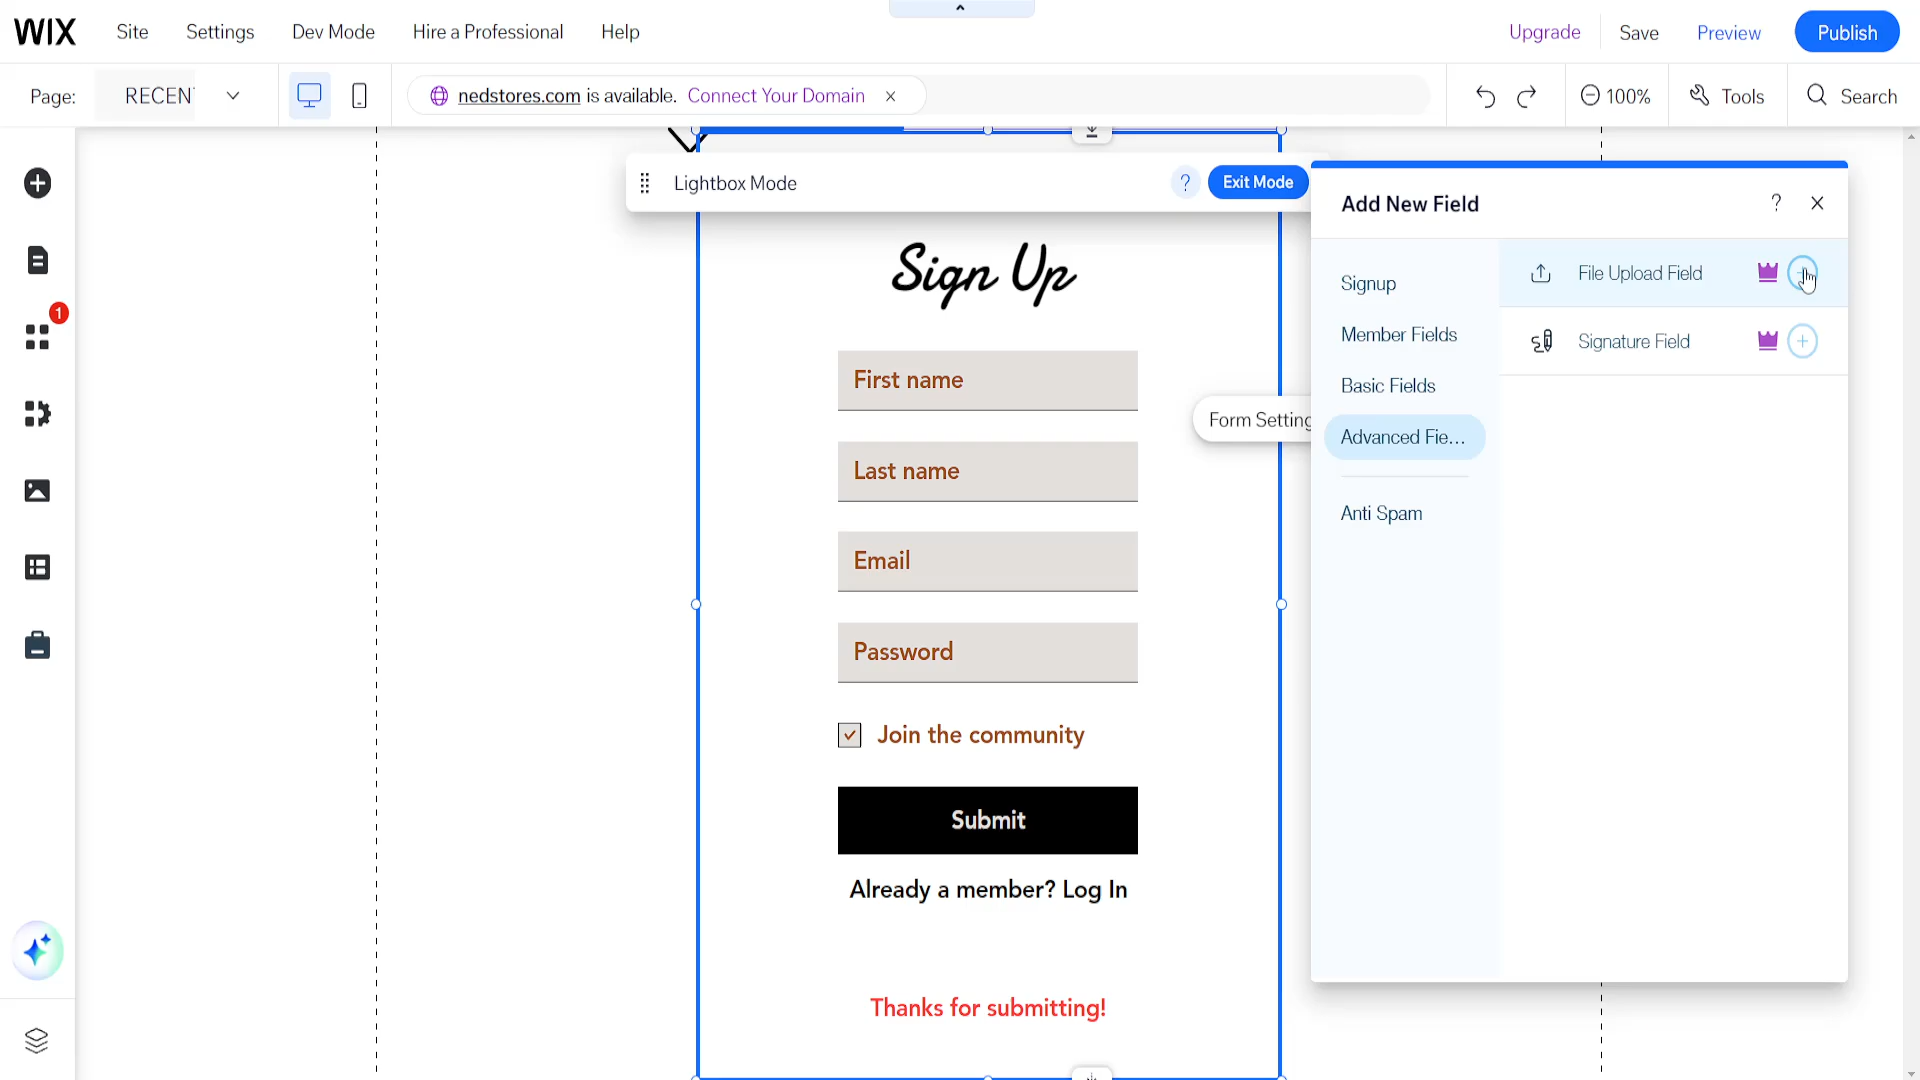 WIX Site Settings Dev Mode Hire a Professional Help Upgrade Save Preview Publish
Page: RECENT nedstores.com is available. Connect Your Domain × 100% Tools Search
1
Lightbox Mode ? Exit Mode
Sign Up
First name
Last name
Email
Password
Join the community
Submit
Already a member? Log In
Thanks for submitting!
Form Setting
Add New Field ?
Signup
Member Fields
Basic Fields
Advanced Fie...
Anti Spam
File Upload Field
Signature Field